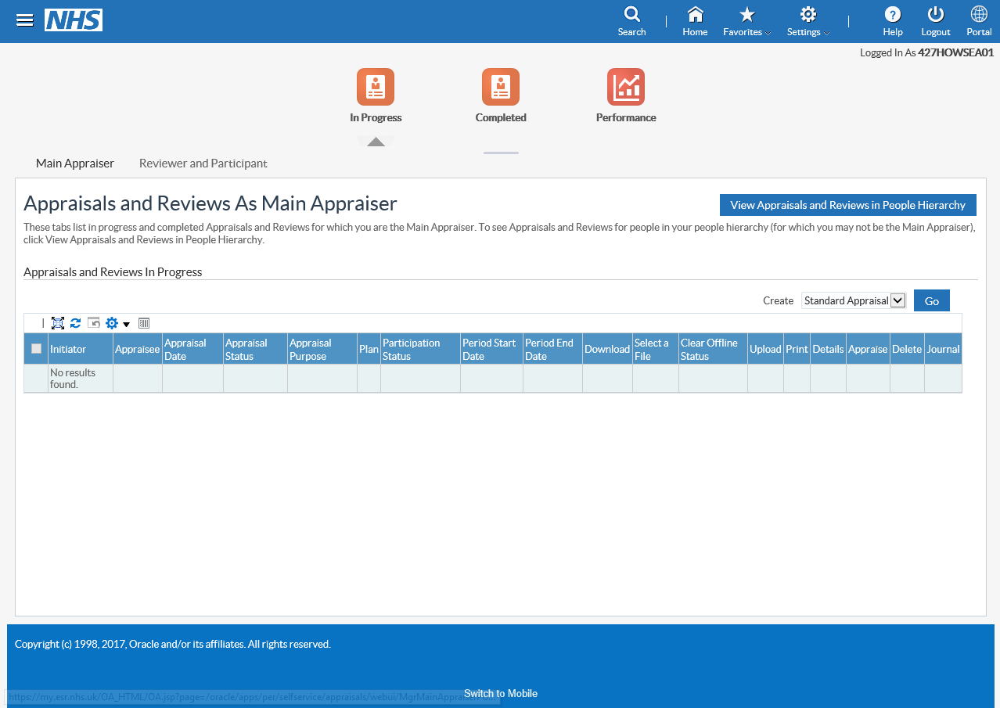 NHS
Search
Home
Favorites
Settings
Help
Logout
Portal
Logged In As 427HOWSEA01
In Progress
Completed
Performance
Main Appraiser
Reviewer and Participant
Appraisals and Reviews As Main Appraiser
View Appraisals and Reviews in People Hierarchy
These tabs list in progress and completed Appraisals and Reviews for which you are the Main Appraiser. To see Appraisals and Reviews for people in your people hierarchy (for which you may not be the Main Appraiser),
click View Appraisals and Reviews in People Hierarchy.
Appraisals and Reviews In Progress
Create Standard Appraisal Go
Initiator
Appraisee
Appraisal
Date
Appraisal
Status
Appraisal
Purpose
Plan
Participation
Status
Period Start
Date
Period End
Date
Download
Select a
File
Clear Offline
Status
Upload
Print
Details
Appraise
Delete
Journal
No results
found.
Copyright (c) 1998, 2017, Oracle and/or its affiliates. All rights reserved.
Switch to Mobile
https://my.esr.nhs.uk/OA_HTML/OA.jsp?page=/oracle/apps/per/selfservice/appraisals/webui/